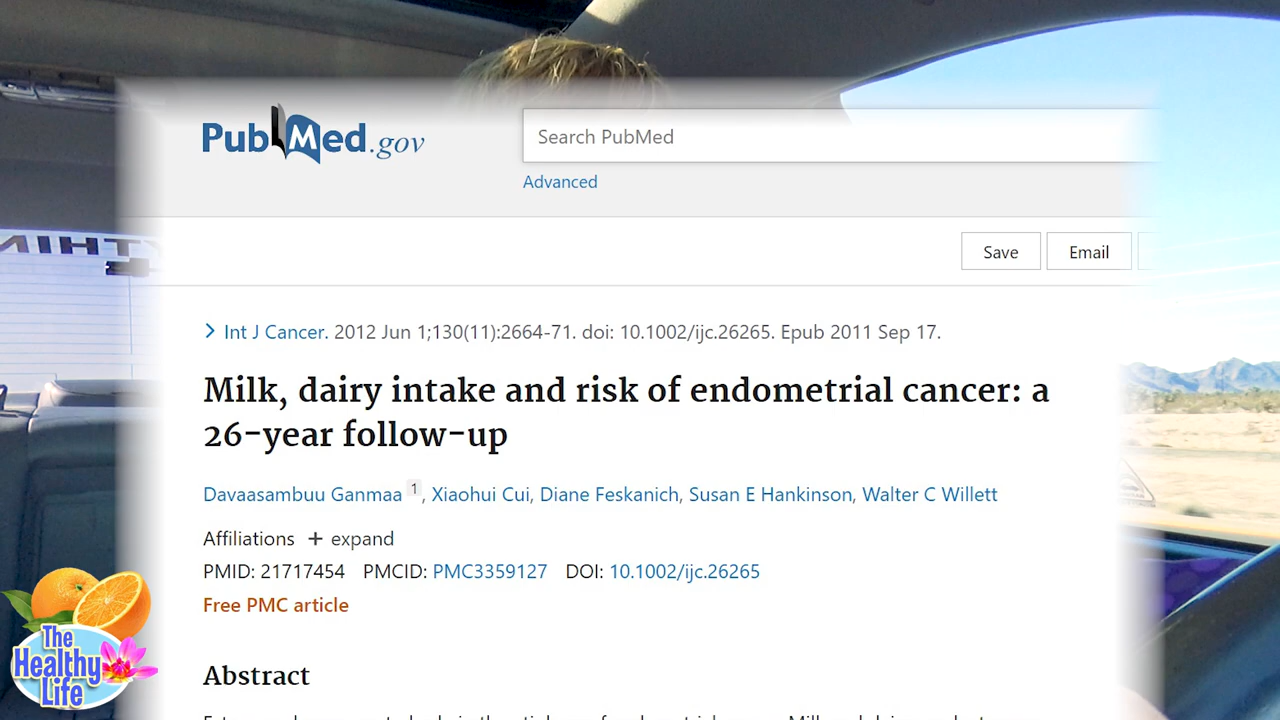 PubMed.gov
Search PubMed
Advanced
Save
Email
Int J Cancer. 2012 Jun 1;130(11):2664-71. doi: 10.1002/ijc.26265. Epub 2011 Sep 17.
Milk, dairy intake and risk of endometrial cancer: a
26-year follow-up
Davaasambuu Ganmaa 1, Xiaohui Cui, Diane Feskanich, Susan E Hankinson, Walter C Willett
Affiliations + expand
PMID: 21717454 PMCID: PMC3359127 DOI: 10.1002/ijc.26265
Free PMC article
Abstract
The
Healthy
Life